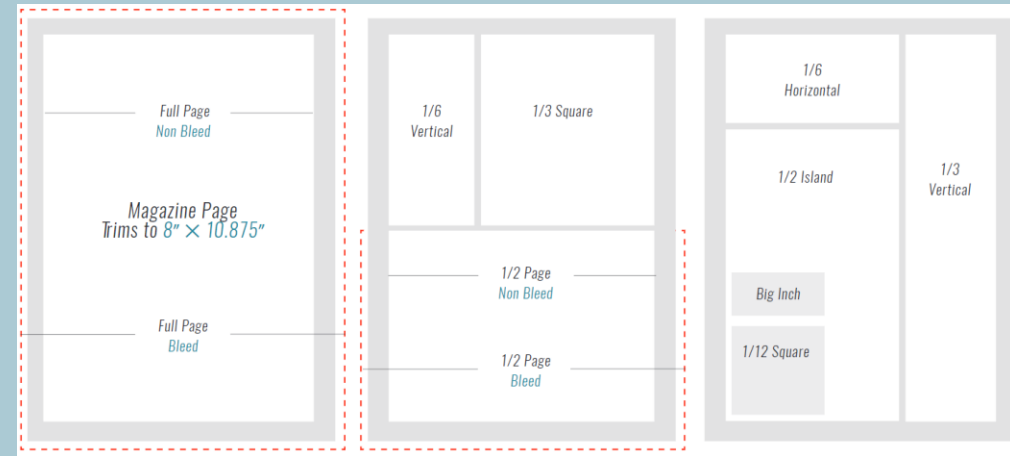 Full Page
Non Bleed
Magazine Page
Trims to 8" × 10.875"
Full Page
Bleed
1/6
Vertical
1/3 Square
1/2 Page
Non Bleed
1/2 Page
Bleed
1/6
Horizontal
1/2 Island
Big Inch
1/12 Square
1/3
Vertical